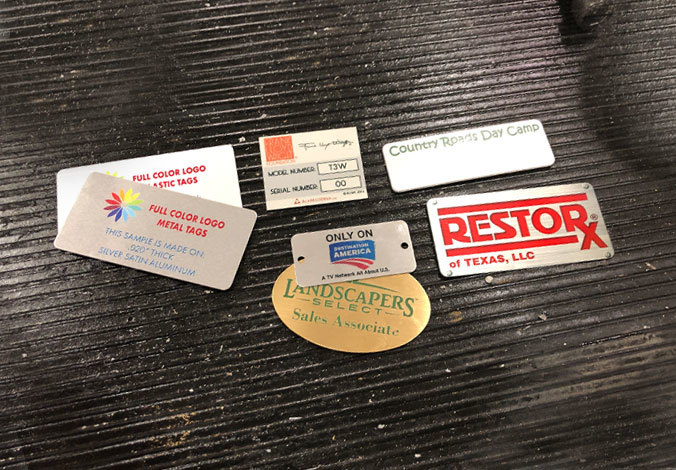 FULL COLOR LOGO
ASTIC TAGS
FULL COLOR LOGO
METAL TAGS
THIS SAMPLE IS MADE ON
.020" THICK
SILVER SATIN ALUMINUM
MODEL NUMBER: T3W
SERIAL NUMBER: 00
Country Roads Day Camp
RESTORx®
of TEXAS, LLC
ONLY ON
DESTINATION
AMERICA
A TV Network All About U.S.
LANDSCAPERS
SELECT
Sales Associate